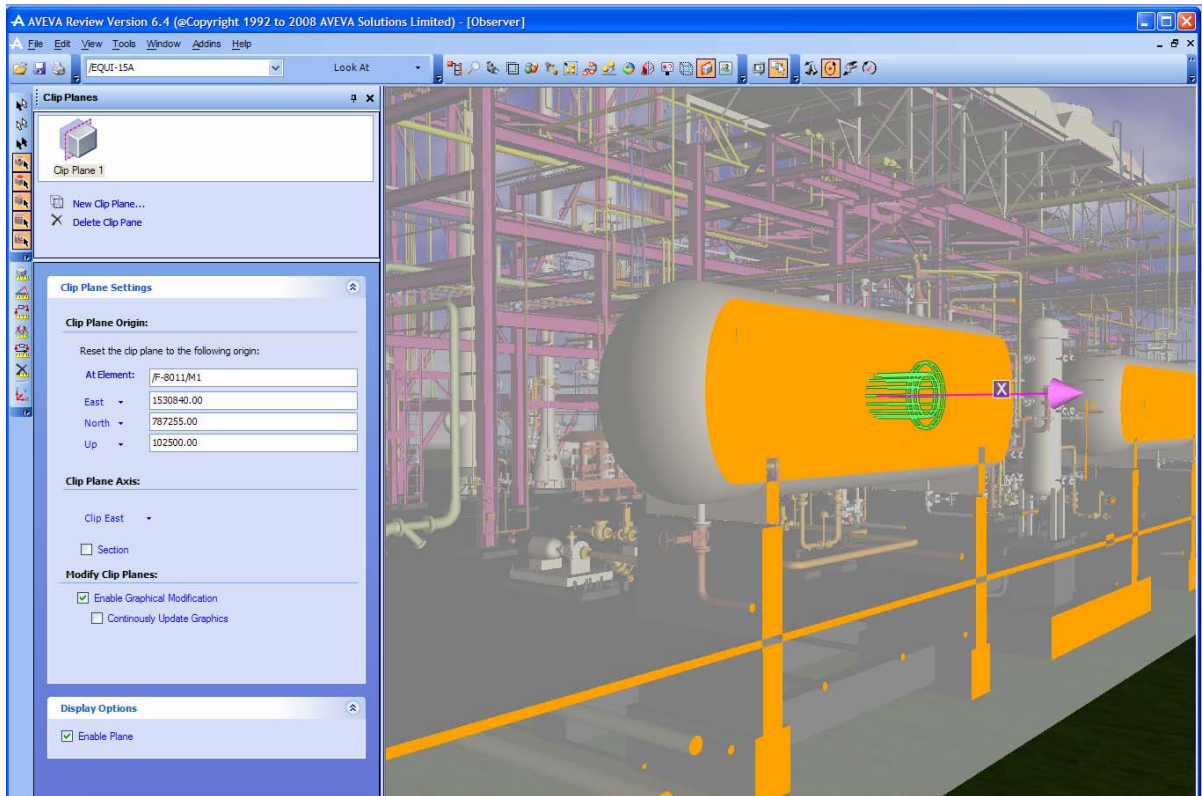 AVEVA Review Version 6.4 (@Copyright 1992 to 2008 AVEVA Solutions Limited) - [Observer]
File Edit View Tools Window Addins Help
/EQUI-15A Look At
Clip Planes
Clip Plane 1
New Clip Plane...
Delete Clip Pane
Clip Plane Settings
Clip Plane Origin:
Reset the clip plane to the following origin:
At Element: /F-8011/M1
East 1530840.00
North 787255.00
Up 102500.00
Clip Plane Axis:
Clip East
Section
Modify Clip Planes:
Enable Graphical Modification
Continously Update Graphics
Display Options
Enable Plane
X